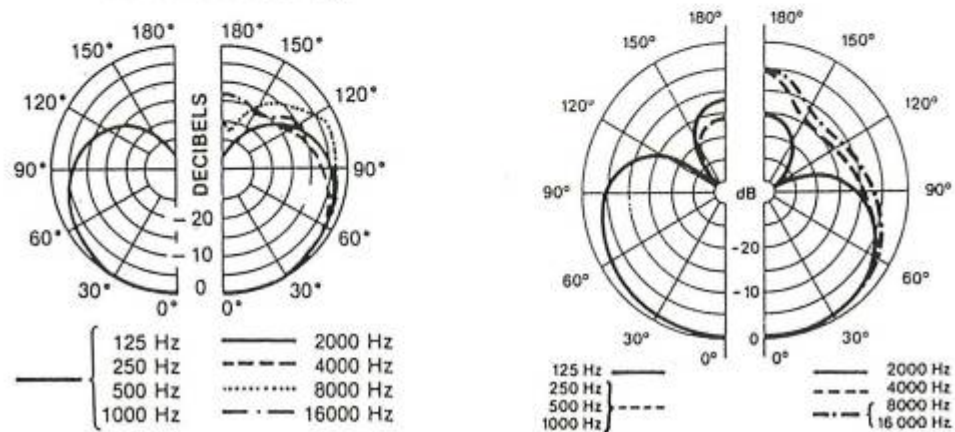 180° 180°
150° 150°
120° 120°
90° 90°
60° 60°
30° 30°
0° 0°
DECIBELS
20
10
0
125 Hz
250 Hz
500 Hz
1000 Hz
2000 Hz
4000 Hz
8000 Hz
16000 Hz
180° 180°
150° 150°
120° 120°
90° 90°
60° 60°
30° 30°
0° 0°
dB
-20
-10
0
125 Hz
250 Hz
500 Hz
1000 Hz
2000 Hz
4000 Hz
8000 Hz
16 000 Hz